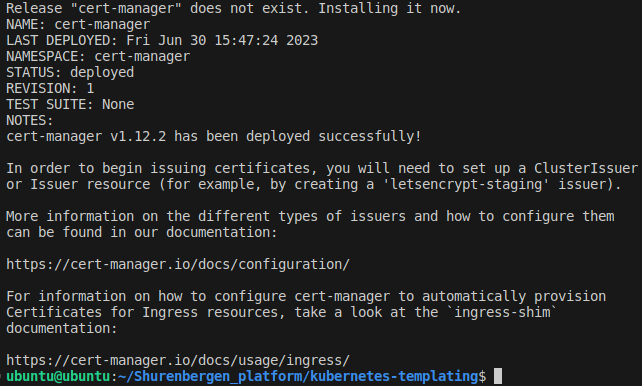 Release "cert-manager" does not exist. Installing it now.
NAME: cert-manager
LAST DEPLOYED: Fri Jun 30 15:47:24 2023
NAMESPACE: cert-manager
STATUS: deployed
REVISION: 1
TEST SUITE: None
NOTES:
cert-manager v1.12.2 has been deployed successfully!

In order to begin issuing certificates, you will need to set up a ClusterIssuer
or Issuer resource (for example, by creating a 'letsencrypt-staging' issuer).

More information on the different types of issuers and how to configure them
can be found in our documentation:

https://cert-manager.io/docs/configuration/

For information on how to configure cert-manager to automatically provision
Certificates for Ingress resources, take a look at the `ingress-shim`
documentation:

https://cert-manager.io/docs/usage/ingress/
ubuntu@ubuntu:~/Shurenbergen_platform/kubernetes-templating$